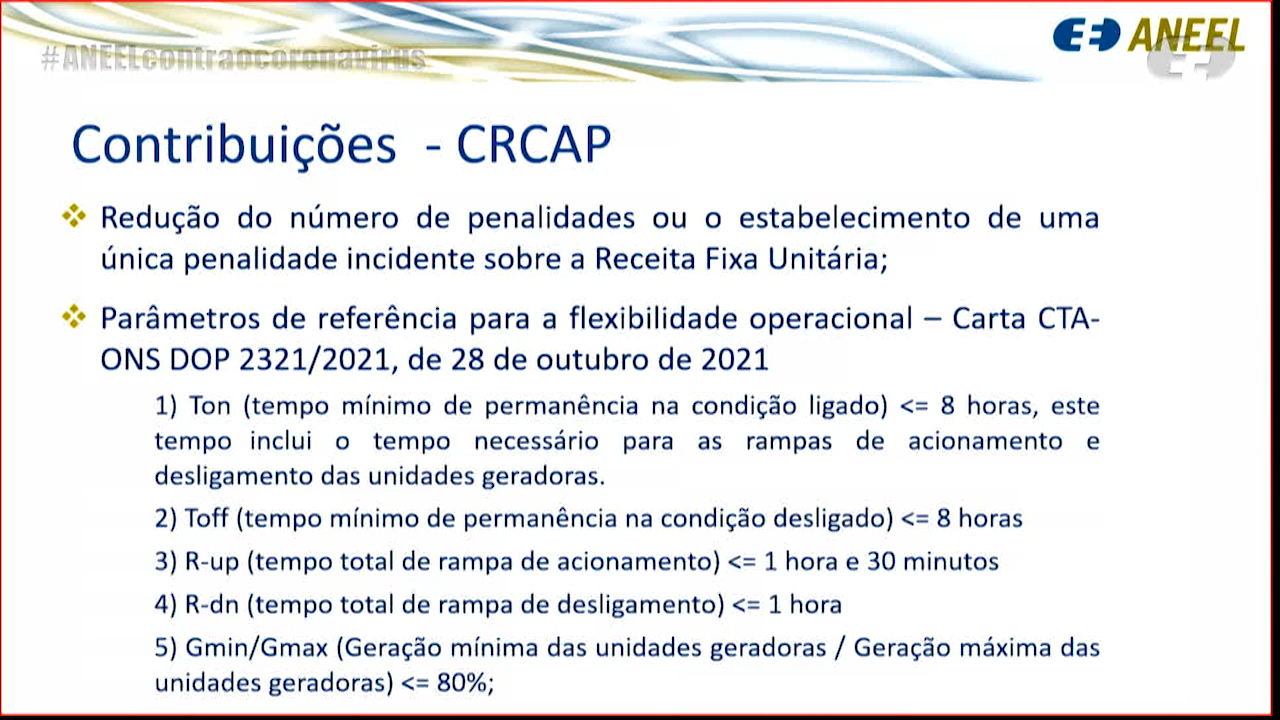 #ANEELcontraocoronavirus
ANEEL
Contribuições - CRCAP
Redução do número de penalidades ou o estabelecimento de uma
única penalidade incidente sobre a Receita Fixa Unitária;
Parâmetros de referência para a flexibilidade operacional – Carta CTA-
ONS DOP 2321/2021, de 28 de outubro de 2021
1) Ton (tempo mínimo de permanência na condição ligado) <= 8 horas, este
tempo inclui o tempo necessário para as rampas de acionamento e
desligamento das unidades geradoras.
2) Toff (tempo mínimo de permanência na condição desligado) <= 8 horas
3) R-up (tempo total de rampa de acionamento) <= 1 hora e 30 minutos
4) R-dn (tempo total de rampa de desligamento) <= 1 hora
5) Gmin/Gmax (Geração mínima das unidades geradoras / Geração máxima das
unidades geradoras) <= 80%;